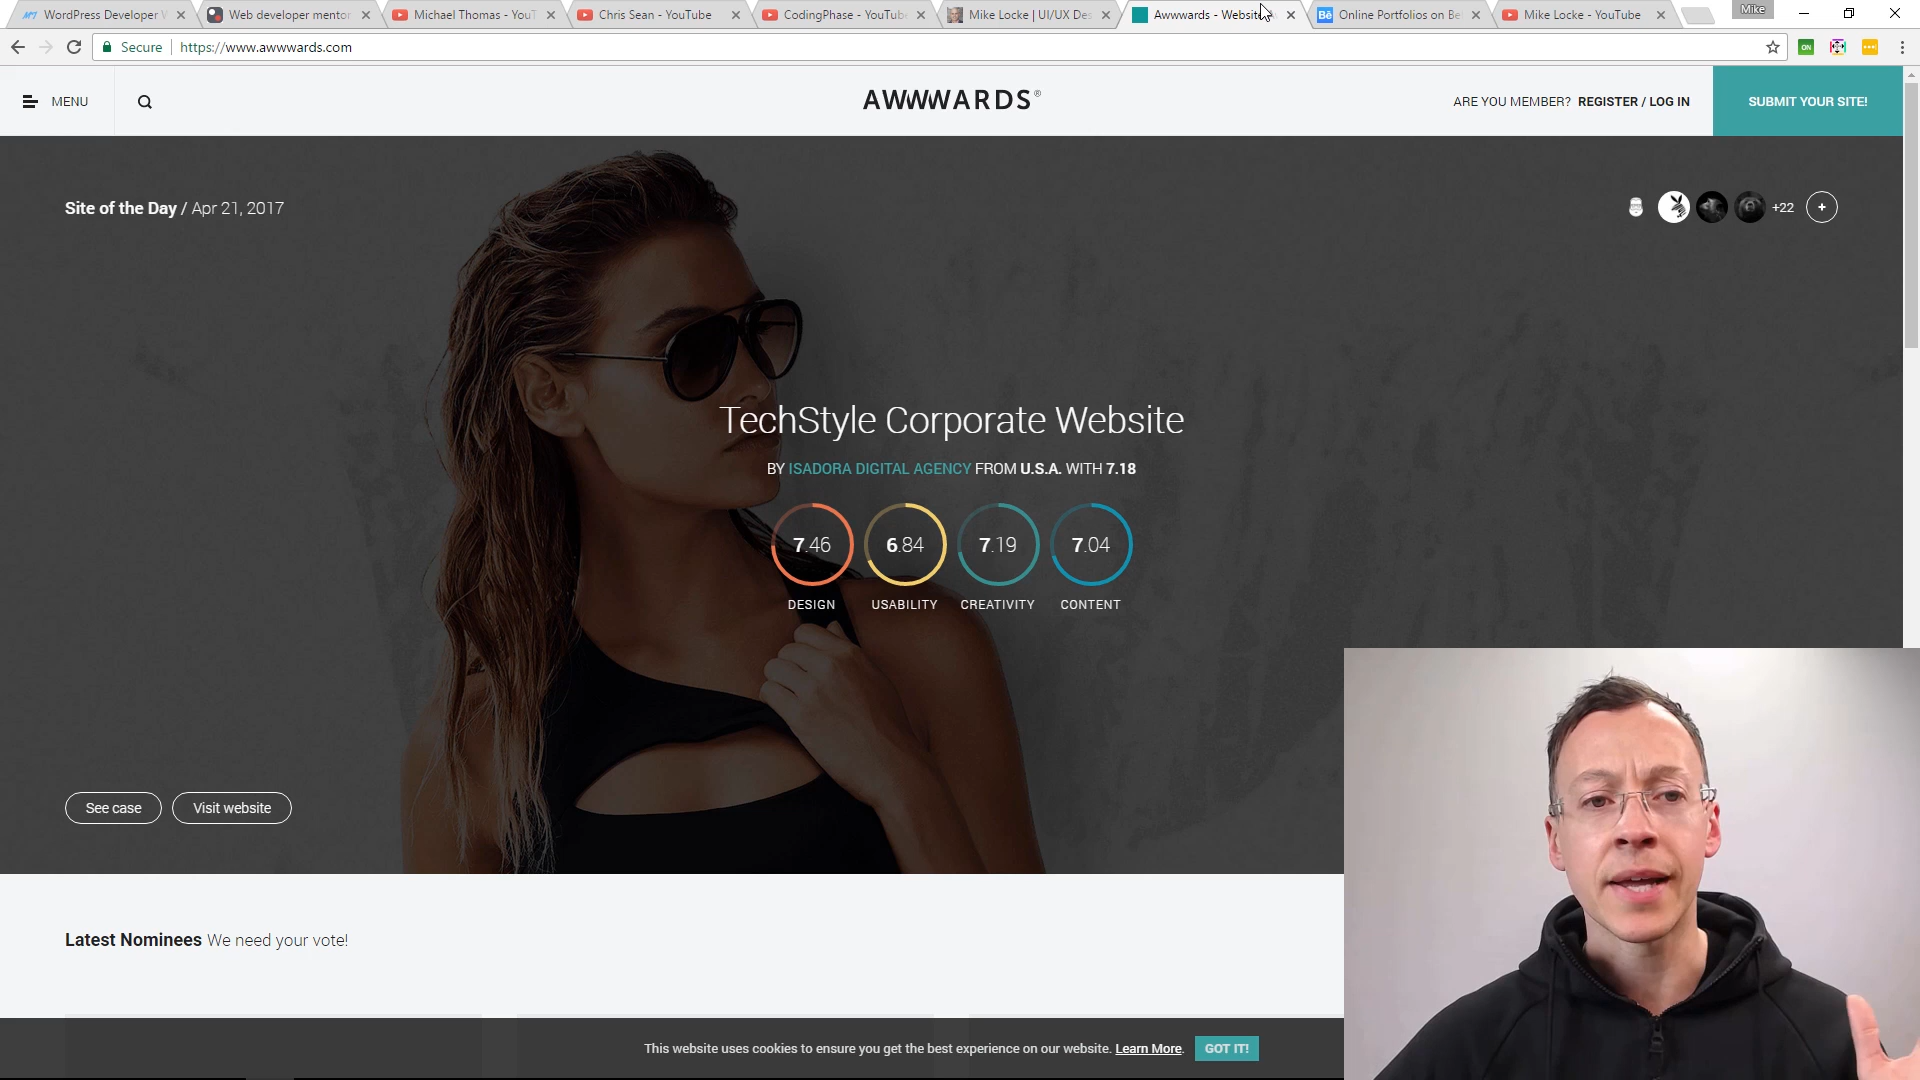 WordPress Developer W
Web developer mentor
Michael Thomas - YouT
Chris Sean - YouTube
CodingPhase - YouTube
Mike Locke | UI/UX Des
Awwwards - Website
Online Portfolios on Be
Mike Locke - YouTube
Mike
Secure
https://www.awwwards.com
ON
MENU
AWWWARDS®
ARE YOU MEMBER? REGISTER / LOG IN
SUBMIT YOUR SITE!
Site of the Day / Apr 21, 2017
+22
+
TechStyle Corporate Website
BY ISADORA DIGITAL AGENCY FROM U.S.A. WITH 7.18
7.46 6.84 7.19 7.04
DESIGN USABILITY CREATIVITY CONTENT
See case
Visit website
Latest Nominees We need your vote!
This website uses cookies to ensure you get the best experience on our website. Learn More.
GOT IT!